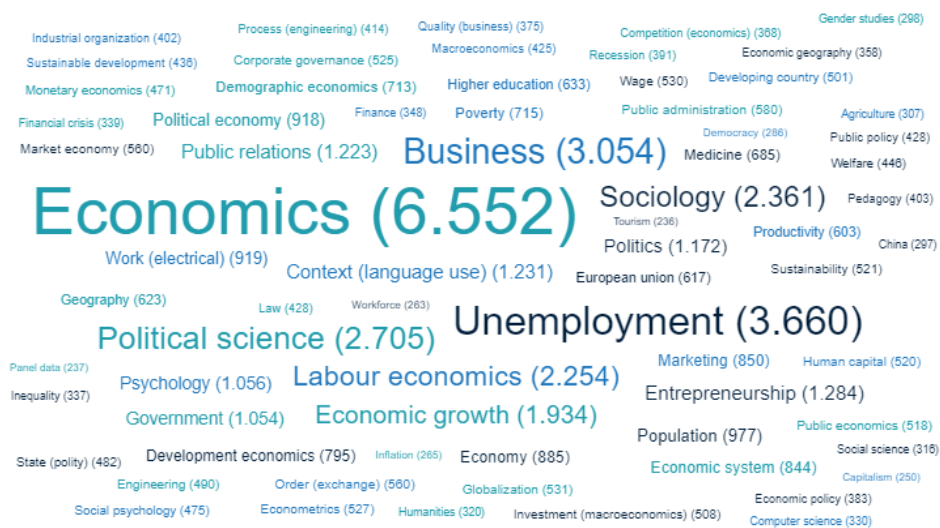 Gender studies (298)
Process (engineering) (414)
Quality (business) (375)
Competition (economics) (368)
Industrial organization (402)
Macroeconomics (425)
Recession (391)
Economic geography (358)
Sustainable development (436)
Corporate governance (525)
Monetary economics (471)
Demographic economics (713)
Higher education (633)
Wage (530)
Developing country (501)
Financial crisis (339)
Political economy (918)
Finance (348)
Poverty (715)
Public administration (580)
Agriculture (307)
Market economy (560)
Public relations (1.223)
Business (3.054)
Democracy (286)
Medicine (685)
Public policy (428)
Welfare (446)
Economics (6.552)
Sociology (2.361)
Pedagogy (403)
Tourism (236)
Productivity (603)
Politics (1.172)
China (297)
Work (electrical) (919)
Context (language use) (1.231)
European union (617)
Sustainability (521)
Geography (623)
Law (428)
Workforce (263)
Unemployment (3.660)
Political science (2.705)
Panel data (237)
Inequality (337)
Psychology (1.056)
Labour economics (2.254)
Marketing (850)
Human capital (520)
Entrepreneurship (1.284)
Government (1.054)
Economic growth (1.934)
Public economics (518)
Population (977)
Social science (316)
State (polity) (482)
Development economics (795)
Inflation (265)
Economy (885)
Economic system (844)
Capitalism (250)
Engineering (490)
Order (exchange) (560)
Globalization (531)
Economic policy (383)
Social psychology (475)
Econometrics (527)
Humanities (320)
Investment (macroeconomics) (508)
Computer science (330)